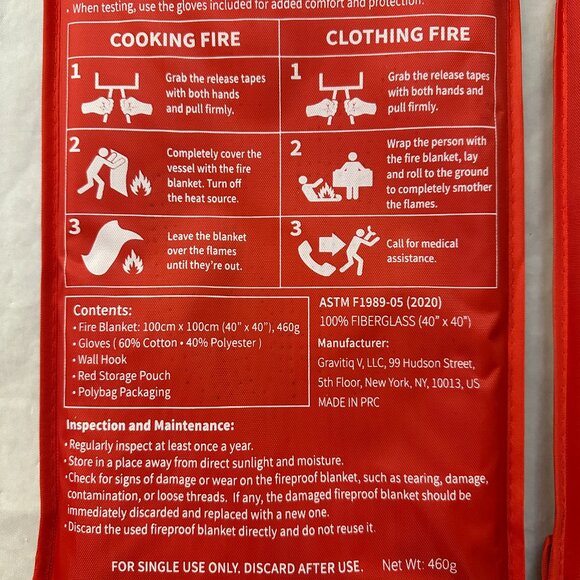 • When testing, use the gloves included for added comfort and protection.
COOKING FIRE
1
Grab the release tapes
with both hands
and pull firmly.
2
Completely cover the
vessel with the fire
blanket. Turn off
the heat source.
3
Leave the blanket
over the flames
until they're out.
CLOTHING FIRE
1
Grab the release tapes
with both hands and
pull firmly.
2
Wrap the person with
the fire blanket, lay
and roll to the ground
to completely smother
the flames.
3
Call for medical
assistance.
Contents:
• Fire Blanket: 100cm x 100cm (40” x 40”), 460g
• Gloves ( 60% Cotton • 40% Polyester )
• Wall Hook
• Red Storage Pouch
• Polybag Packaging
ASTM F1989-05 (2020)
100% FIBERGLASS (40” x 40”)
Manufacturer:
Gravitiq V, LLC, 99 Hudson Street,
5th Floor, New York, NY, 10013, US
MADE IN PRC
Inspection and Maintenance:
• Regularly inspect at least once a year.
• Store in a place away from direct sunlight and moisture.
• Check for signs of damage or wear on the fireproof blanket, such as tearing, damage,
contamination, or loose threads. If any, the damaged fireproof blanket should be
immediately discarded and replaced with a new one.
• Discard the used fireproof blanket directly and do not reuse it.
FOR SINGLE USE ONLY. DISCARD AFTER USE. Net Wt: 460g